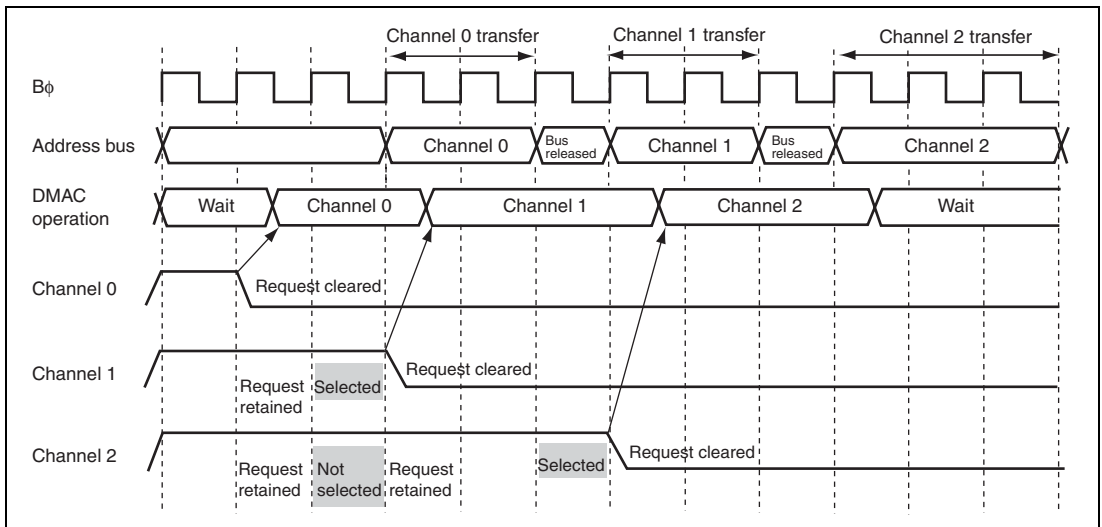 Channel 0 transfer Channel 1 transfer Channel 2 transfer
Bϕ
Address bus Channel 0 Bus released Channel 1 Bus released Channel 2
DMAC operation Wait Channel 0 Channel 1 Channel 2 Wait
Channel 0 Request cleared
Channel 1 Request retained Selected Request cleared
Channel 2 Request retained Not selected Request retained Selected Request cleared